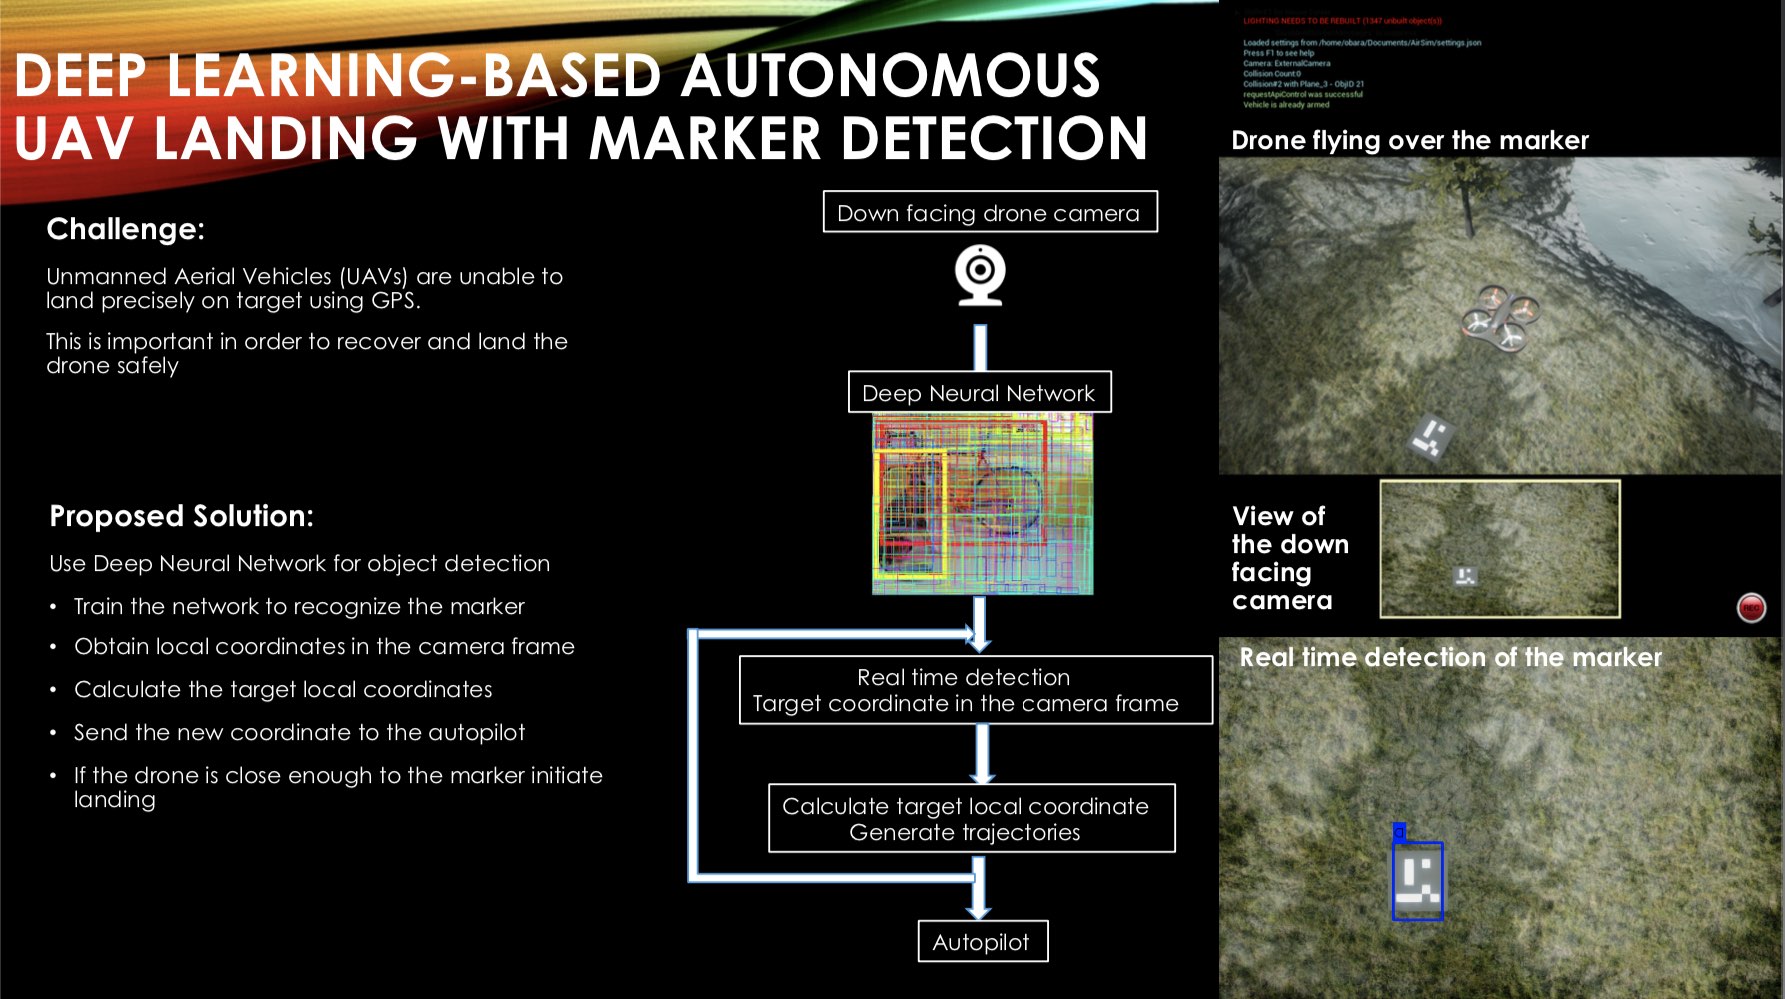 DEEP LEARNING-BASED AUTONOMOUS
UAV LANDING WITH MARKER DETECTION
Challenge:
Unmanned Aerial Vehicles (UAVs) are unable to
land precisely on target using GPS.
This is important in order to recover and land the
drone safely
Proposed Solution:
Use Deep Neural Network for object detection
• Train the network to recognize the marker
• Obtain local coordinates in the camera frame
• Calculate the target local coordinates
• Send the new coordinate to the autopilot
• If the drone is close enough to the marker initiate
landing
Down facing drone camera
Deep Neural Network
Real time detection
Target coordinate in the camera frame
Calculate target local coordinate
Generate trajectories
Autopilot
LIGHTING NEEDS TO BE REBUILT (1347 unbuilt object(s))
Loaded settings from /home/obara/Documents/AirSim/settings.json
Press F1 to see help
Camera: ExternalCamera
Collision Count:0
Collision#2 with Plane_3 - ObjID 21
requestApiControl was successful
Vehicle is already armed
Drone flying over the marker
View of
the down
facing
camera
REC
Real time detection of the marker